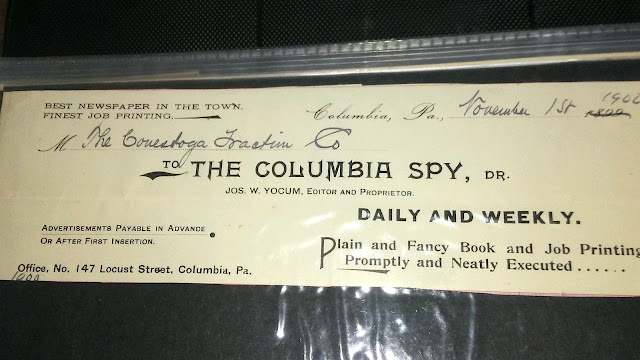 BEST NEWSPAPER IN THE TOWN.
FINEST JOB PRINTING.
Columbia, Pa., November 1st 1900
M The Conestoga Traction Co
TO THE COLUMBIA SPY, DR.
JOS. W. YOCUM, EDITOR AND PROPRIETOR.
DAILY AND WEEKLY.
ADVERTISEMENTS PAYABLE IN ADVANCE
OR AFTER FIRST INSERTION.
Plain and Fancy Book and Job Printing
Promptly and Neatly Executed ......
Office, No. 147 Locust Street, Columbia, Pa.
1900